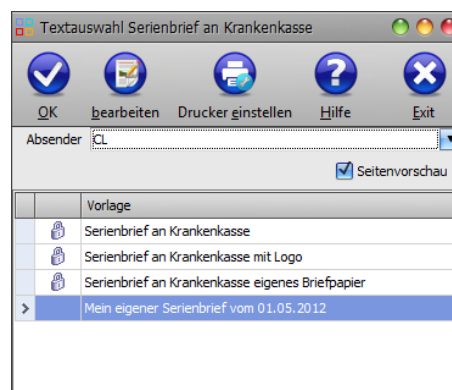 Textauswahl Serienbrief an Krankenkasse
OK bearbeiten Drucker einstellen Hilfe Exit
Absender CL
Seitenvorschau
Vorlage
Serienbrief an Krankenkasse
Serienbrief an Krankenkasse mit Logo
Serienbrief an Krankenkasse eigenes Briefpapier
Mein eigener Serienbrief vom 01.05.2012